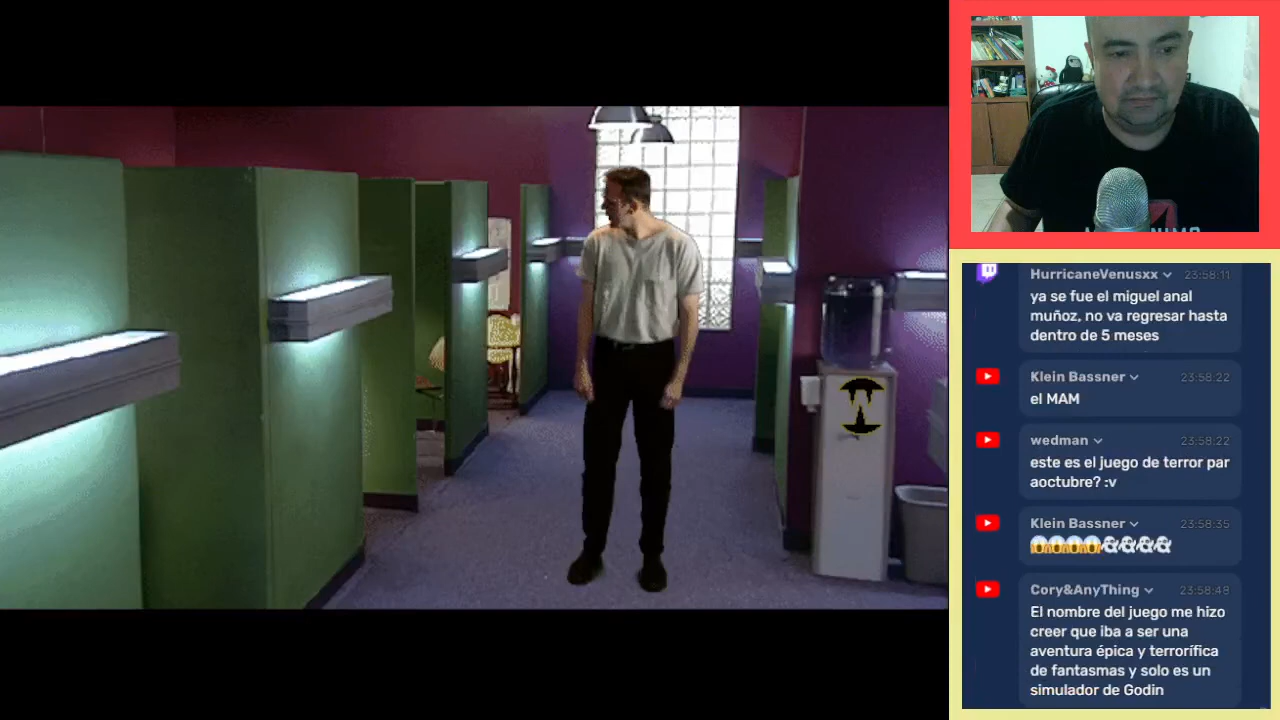 HurricaneVenusxx 23:58:11
ya se fue el miguel anal
muñoz, no va regresar hasta
dentro de 5 meses
Klein Bassner 23:58:22
el MAM
wedman 23:58:22
este es el juego de terror par
aoctubre? :v
Klein Bassner 23:58:35
😱😱😱😱👻👻👻👻
Cory&AnyThing 23:58:48
El nombre del juego me hizo
creer que iba a ser una
aventura épica y terrorífica
de fantasmas y solo es un
simulador de Godin